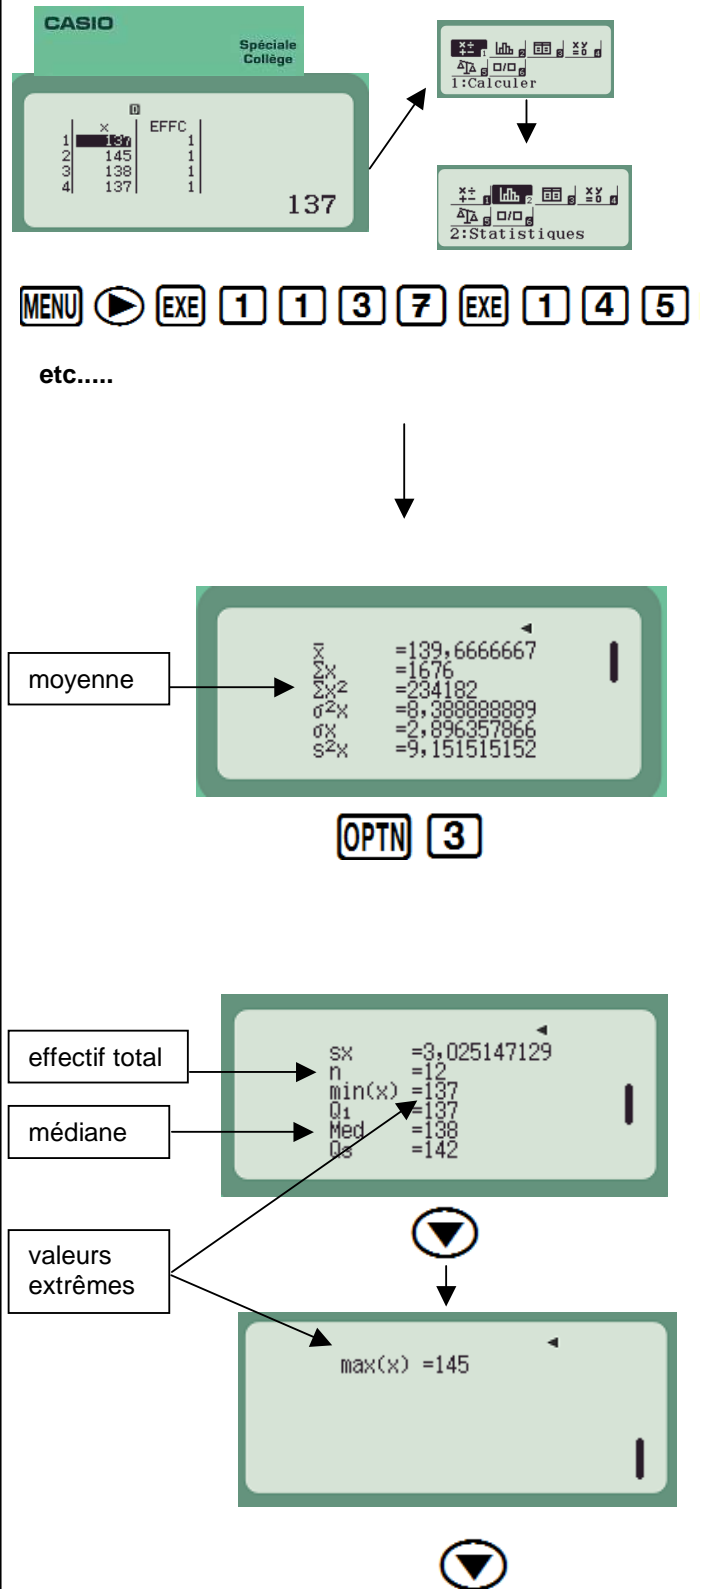 CASIO
Spéciale
Collège
x EFFC
1 137 1
2 145 1
3 138 1
4 137 1
137
1:Calculer
2:Statistiques
MENU EXE 1 1 3 7 EXE 1 4 5
etc.....
moyenne
x̄ =139,6666667
Σx =1676
Σx² =234182
σ²x =8,388888889
σx =2,896357866
s²x =9,151515152
OPTN 3
effectif total
médiane
valeurs
extrêmes
sx =3,025147129
n =12
min(x) =137
Q₁ =137
Med =138
Q₃ =142
max(x) =145